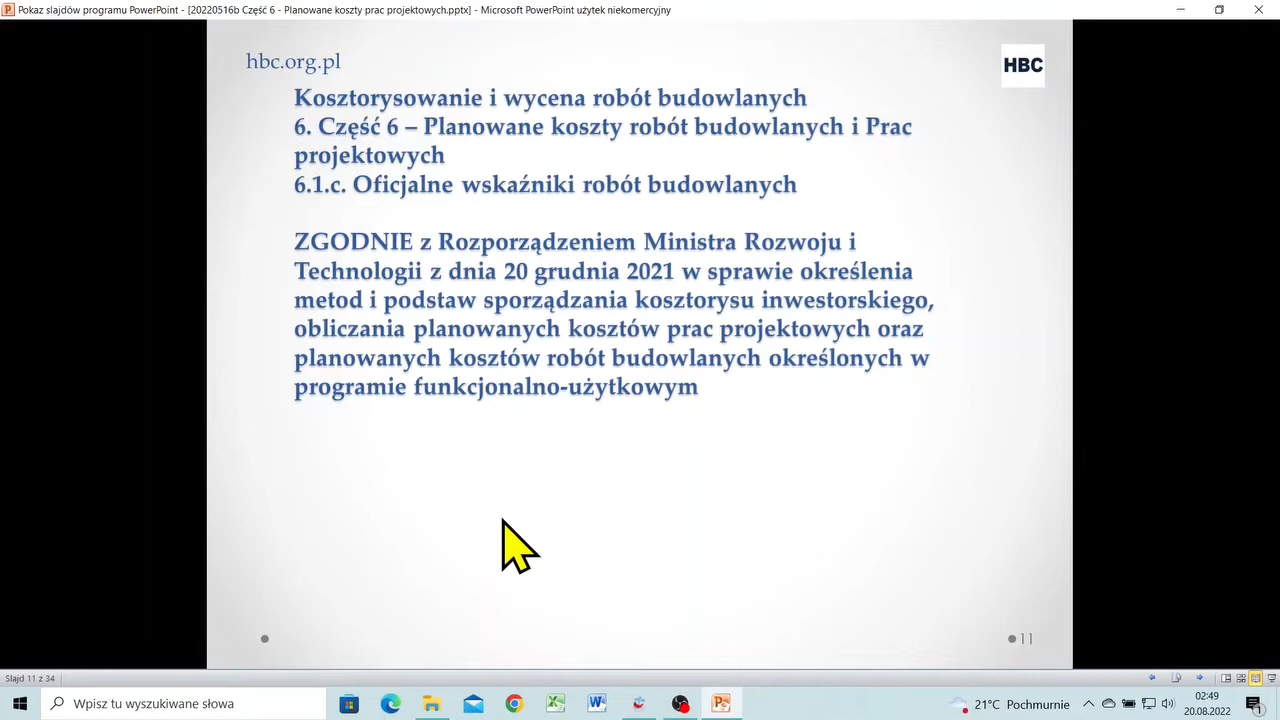 Pokaz slajdów programu PowerPoint - [20220516b Część 6 - Planowane koszty prac projektowych.pptx] - Microsoft PowerPoint użytek niekomercyjny
hbc.org.pl
HBC
Kosztorysowanie i wycena robót budowlanych
6. Część 6 – Planowane koszty robót budowlanych i Prac
projektowych
6.1.c. Oficjalne wskaźniki robót budowlanych
ZGODNIE z Rozporządzeniem Ministra Rozwoju i
Technologii z dnia 20 grudnia 2021 w sprawie określenia
metod i podstaw sporządzania kosztorysu inwestorskiego,
obliczania planowanych kosztów prac projektowych oraz
planowanych kosztów robót budowlanych określonych w
programie funkcjonalno-użytkowym
11
Slajd 11 z 34
Wpisz tu wyszukiwane słowa
21°C Pochmurnie
02:49
20.08.2022
1